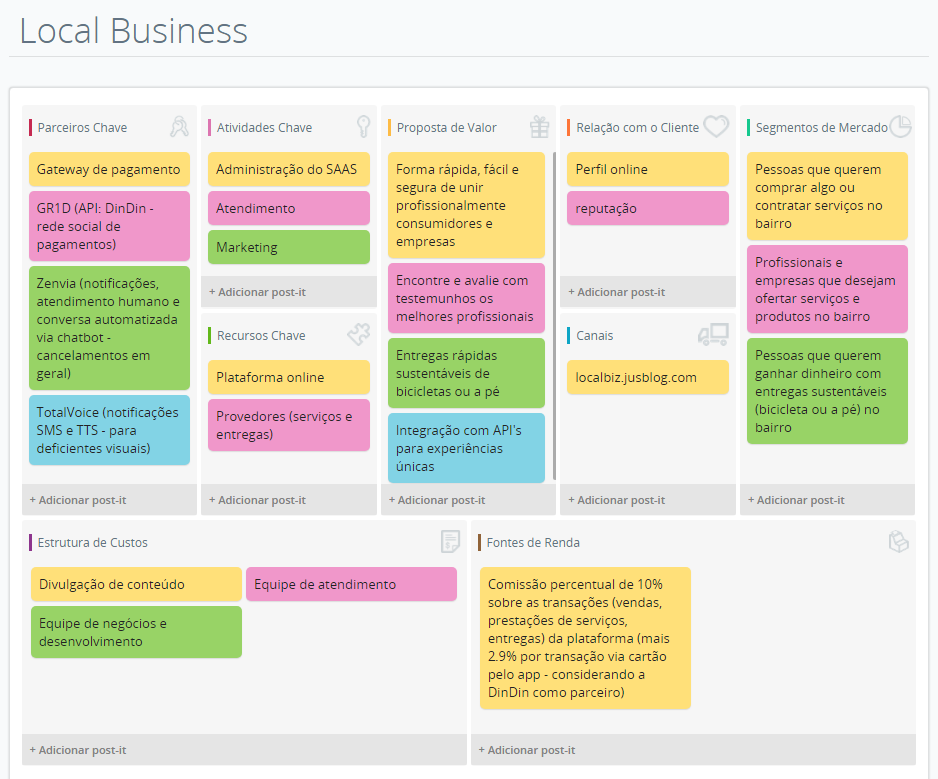 Local Business
Parceiros Chave
Gateway de pagamento
GR1D (API: DinDin -
rede social de
pagamentos)
Zenvia (notificações,
atendimento humano e
conversa automatizada
via chatbot -
cancelamentos em
geral)
TotalVoice (notificações
SMS e TTS - para
deficientes visuais)
+ Adicionar post-it
Atividades Chave
Administração do SAAS
Atendimento
Marketing
+ Adicionar post-it
Recursos Chave
Plataforma online
Provedores (serviços e
entregas)
+ Adicionar post-it
Proposta de Valor
Forma rápida, fácil e
segura de unir
profissionalmente
consumidores e
empresas
Encontre e avalie com
testemunhos os
melhores profissionais
Entregas rápidas
sustentáveis de
bicicletas ou a pé
Integração com API's
para experiências
únicas
+ Adicionar post-it
Relação com o Cliente
Perfil online
reputação
+ Adicionar post-it
Canais
localbiz.jusblog.com
+ Adicionar post-it
Segmentos de Mercado
Pessoas que querem
comprar algo ou
contratar serviços no
bairro
Profissionais e
empresas que desejam
ofertar serviços e
produtos no bairro
Pessoas que querem
ganhar dinheiro com
entregas sustentáveis
(bicicleta ou a pé) no
bairro
+ Adicionar post-it
Estrutura de Custos
Divulgação de conteúdo
Equipe de atendimento
Equipe de negócios e
desenvolvimento
+ Adicionar post-it
Fontes de Renda
Comissão percentual de 10%
sobre as transações (vendas,
prestações de serviços,
entregas) da plataforma (mais
2.9% por transação via cartão
pelo app - considerando a
DinDin como parceiro)
+ Adicionar post-it